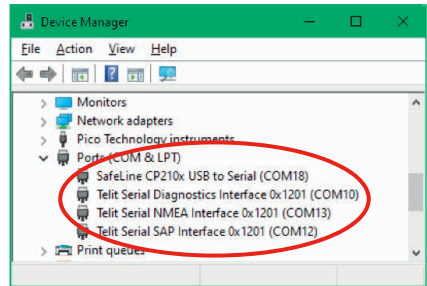 Device Manager
File Action View Help
Monitors
Network adapters
Pico Technology instruments
Ports (COM & LPT)
SafeLine CP210x USB to Serial (COM18)
Telit Serial Diagnostics Interface 0x1201 (COM10)
Telit Serial NMEA Interface 0x1201 (COM13)
Telit Serial SAP Interface 0x1201 (COM12)
Print queues